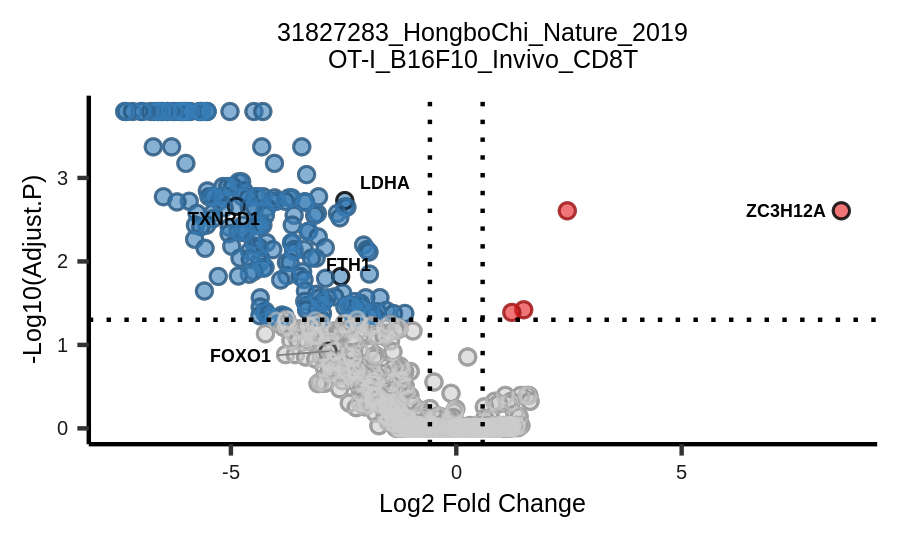 31827283_HongboChi_Nature_2019
OT-I_B16F10_Invivo_CD8T
-Log10(Adjust.P)
3
2
1
0
LDHA
ZC3H12A
TXNRD1
FTH1
FOXO1
-5
0
5
Log2 Fold Change